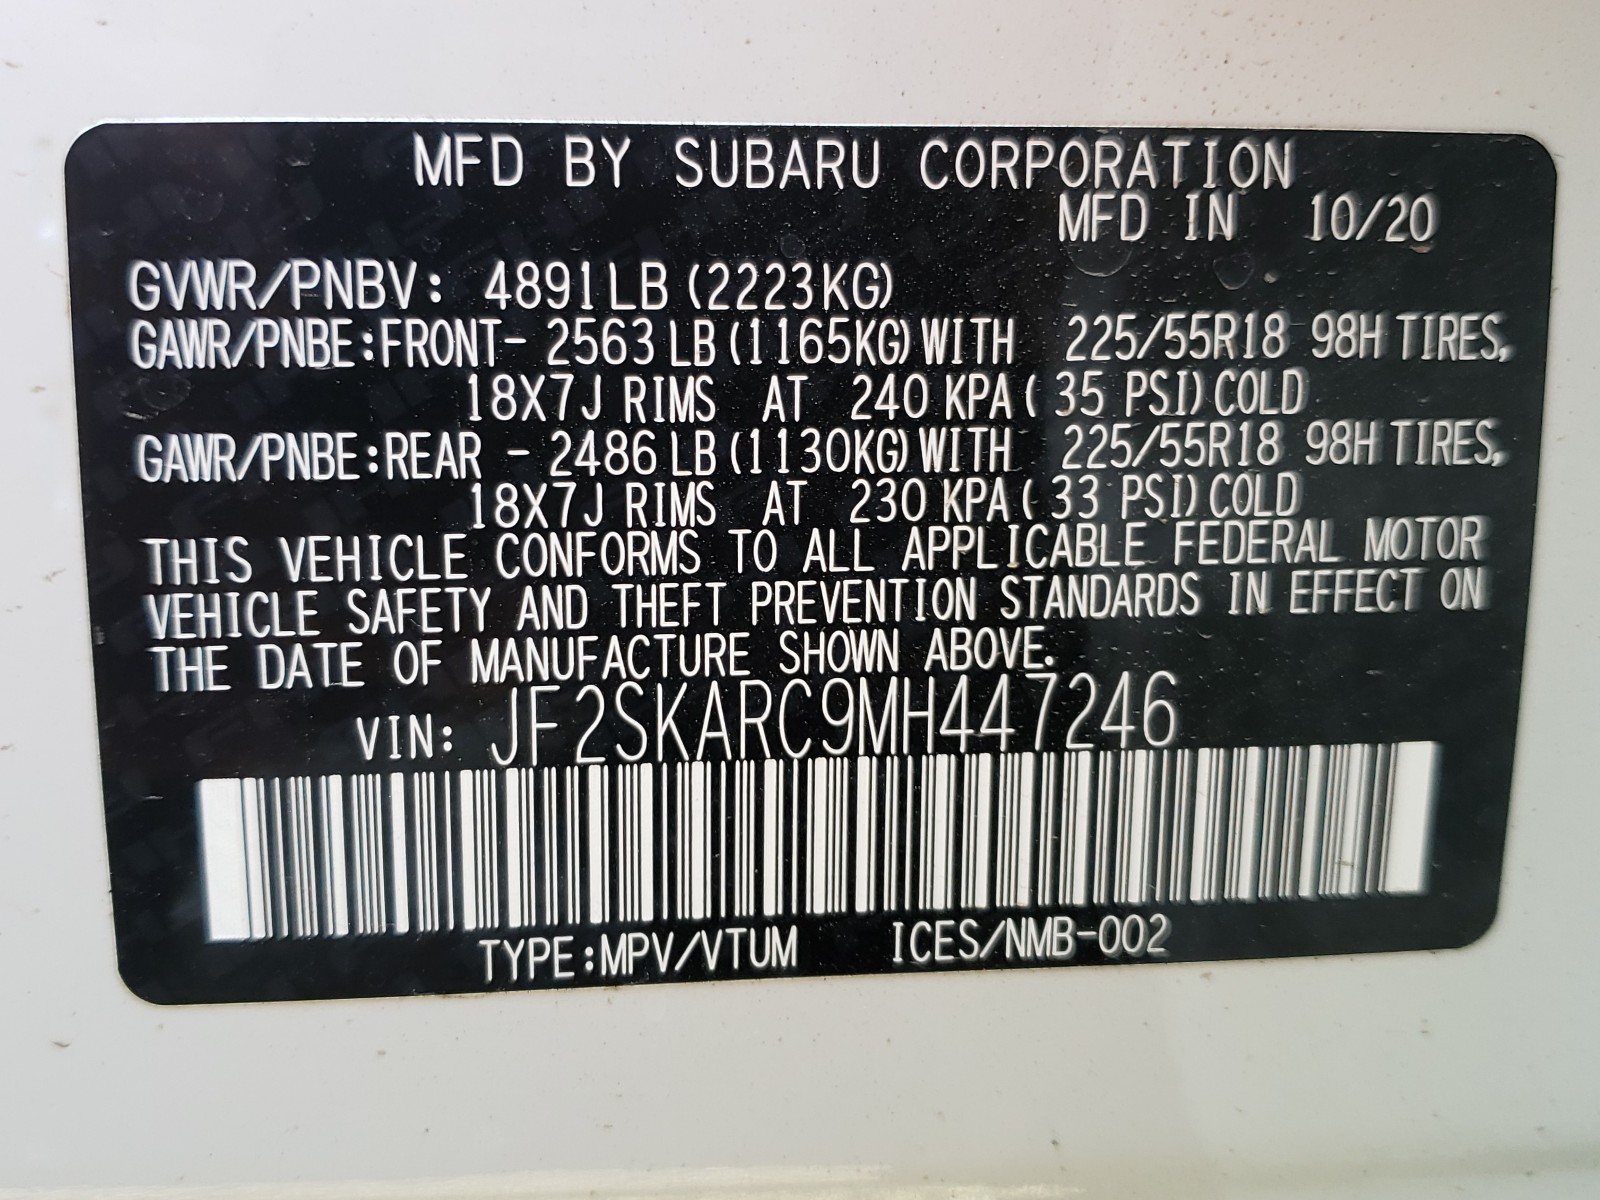 MFD BY SUBARU CORPORATION
MFD IN 10/20
GVWR/PNBV: 4891LB (2223KG)
GAWR/PNBE:FRONT- 2563LB(1165KG)WITH 225/55R18 98H TIRES,
18X7J RIMS AT 240 KPA( 35 PSI)COLD
GAWR/PNBE:REAR - 2486LB(1130KG)WITH 225/55R18 98H TIRES,
18X7J RIMS AT 230 KPA( 33 PSI)COLD
THIS VEHICLE CONFORMS TO ALL APPLICABLE FEDERAL MOTOR
VEHICLE SAFETY AND THEFT PREVENTION STANDARDS IN EFFECT ON
THE DATE OF MANUFACTURE SHOWN ABOVE.
VIN: JF2SKARC9MH447246
TYPE:MPV/VTUM ICES/NMB-002